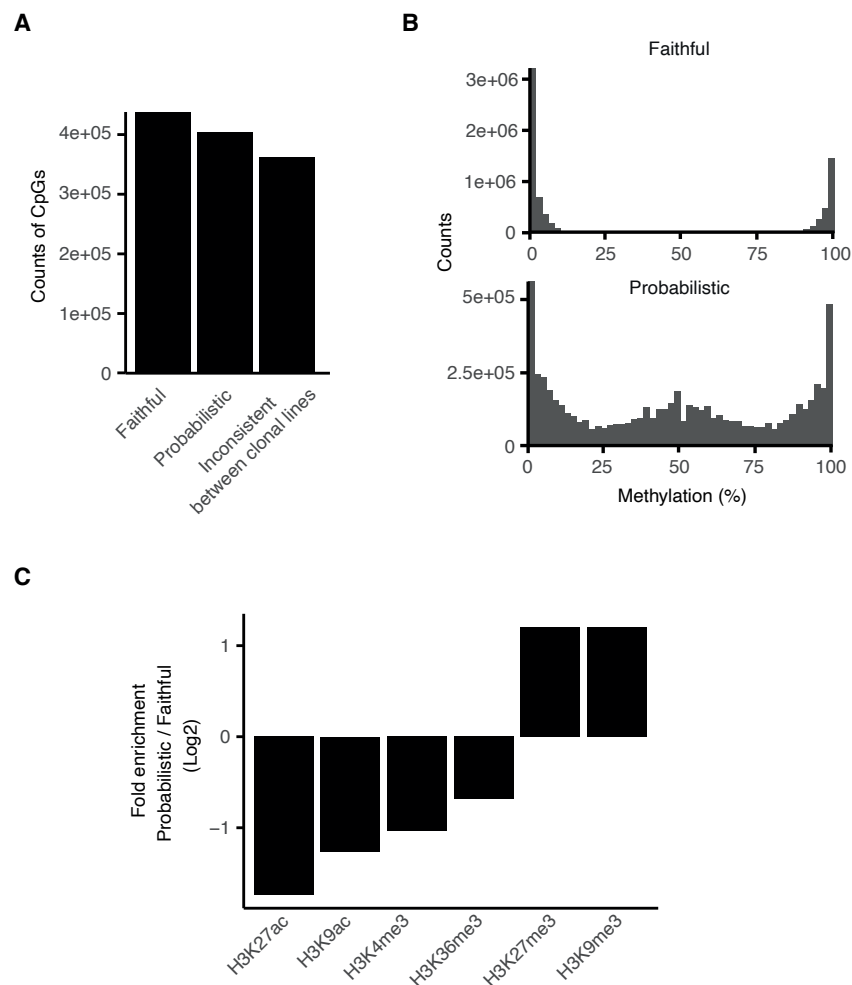 A
Counts of CpGs
4e+05
3e+05
2e+05
1e+05
0
Faithful
Probabilistic
Inconsistent
between clonal lines
B
Counts
Faithful
3e+06
2e+06
1e+06
0
0 25 50 75 100
Probabilistic
5e+05
2.5e+05
0
0 25 50 75 100
Methylation (%)
C
Fold enrichment
Probabilistic / Faithful
(Log2)
1
0
−1
H3K27ac
H3K9ac
H3K4me3
H3K36me3
H3K27me3
H3K9me3